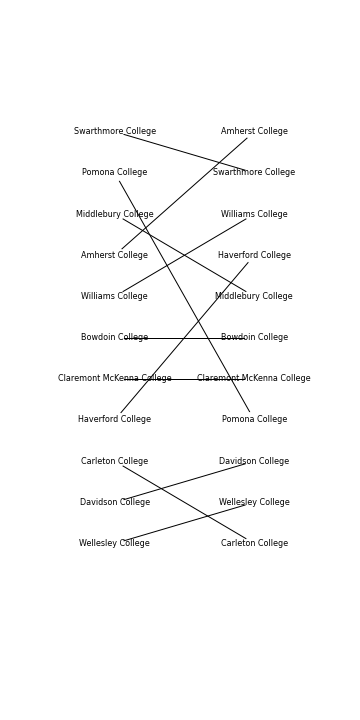 Swarthmore College Amherst College
Pomona College Swarthmore College
Middlebury College Williams College
Amherst College Haverford College
Williams College Middlebury College
Bowdoin College Bowdoin College
Claremont McKenna College Claremont McKenna College
Haverford College Pomona College
Carleton College Davidson College
Davidson College Wellesley College
Wellesley College Carleton College